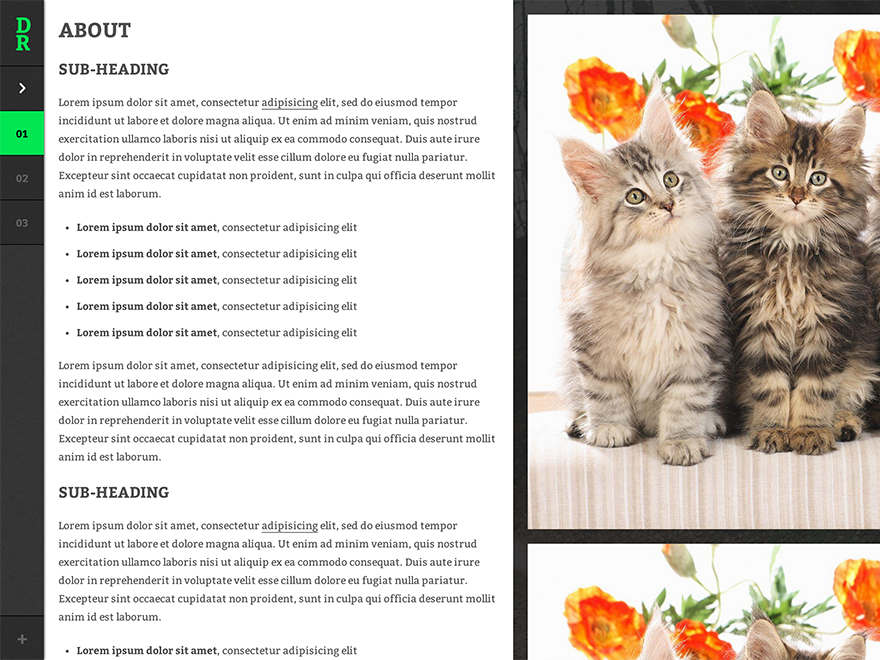 DR
01
02
03
+
ABOUT
SUB-HEADING
Lorem ipsum dolor sit amet, consectetur adipisicing elit, sed do eiusmod tempor
incididunt ut labore et dolore magna aliqua. Ut enim ad minim veniam, quis nostrud
exercitation ullamco laboris nisi ut aliquip ex ea commodo consequat. Duis aute irure
dolor in reprehenderit in voluptate velit esse cillum dolore eu fugiat nulla pariatur.
Excepteur sint occaecat cupidatat non proident, sunt in culpa qui officia deserunt mollit
anim id est laborum.
• Lorem ipsum dolor sit amet, consectetur adipisicing elit
• Lorem ipsum dolor sit amet, consectetur adipisicing elit
• Lorem ipsum dolor sit amet, consectetur adipisicing elit
• Lorem ipsum dolor sit amet, consectetur adipisicing elit
• Lorem ipsum dolor sit amet, consectetur adipisicing elit
Lorem ipsum dolor sit amet, consectetur adipisicing elit, sed do eiusmod tempor
incididunt ut labore et dolore magna aliqua. Ut enim ad minim veniam, quis nostrud
exercitation ullamco laboris nisi ut aliquip ex ea commodo consequat. Duis aute irure
dolor in reprehenderit in voluptate velit esse cillum dolore eu fugiat nulla pariatur.
Excepteur sint occaecat cupidatat non proident, sunt in culpa qui officia deserunt mollit
anim id est laborum.
SUB-HEADING
Lorem ipsum dolor sit amet, consectetur adipisicing elit, sed do eiusmod tempor
incididunt ut labore et dolore magna aliqua. Ut enim ad minim veniam, quis nostrud
exercitation ullamco laboris nisi ut aliquip ex ea commodo consequat. Duis aute irure
dolor in reprehenderit in voluptate velit esse cillum dolore eu fugiat nulla pariatur.
Excepteur sint occaecat cupidatat non proident, sunt in culpa qui officia deserunt mollit
anim id est laborum.
• Lorem ipsum dolor sit amet, consectetur adipisicing elit